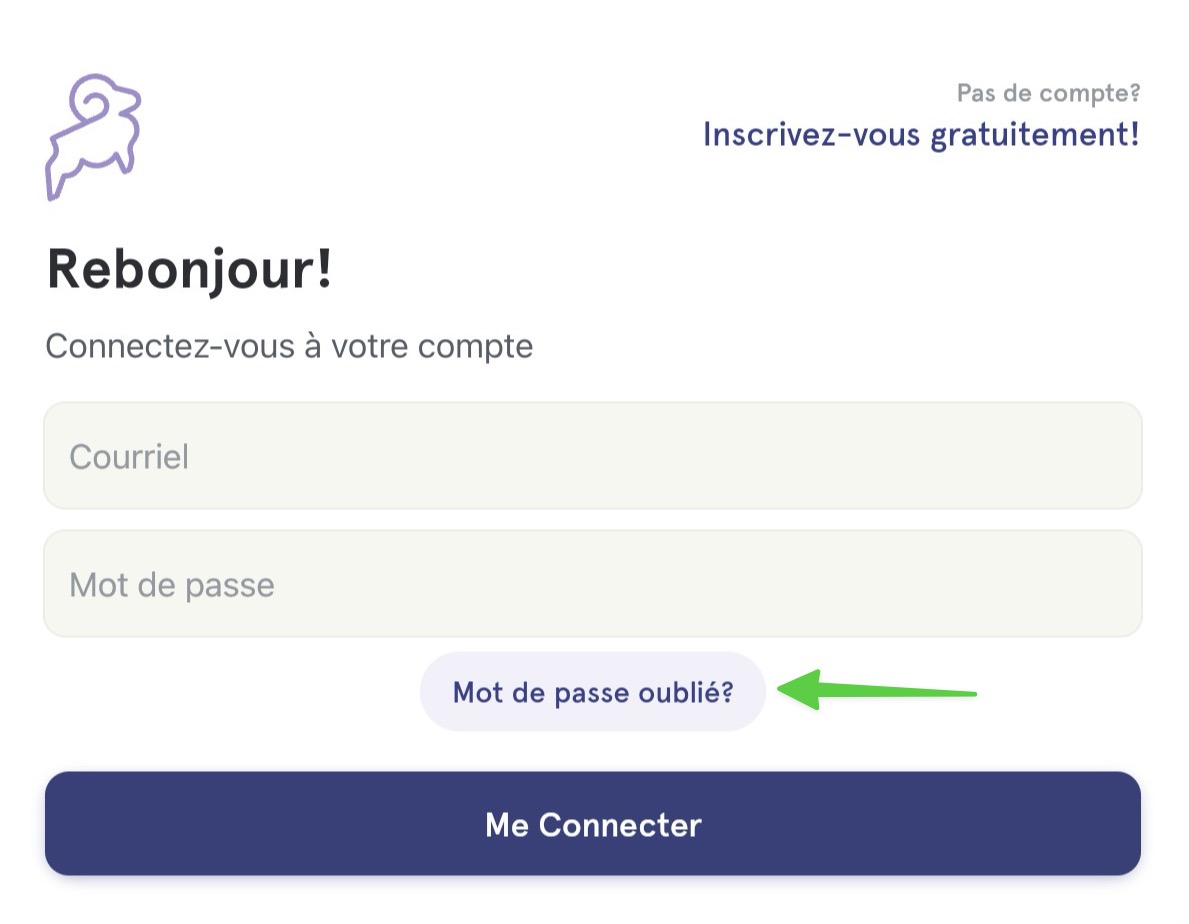 Pas de compte?
Inscrivez-vous gratuitement!
Rebonjour!
Connectez-vous à votre compte
Courriel
Mot de passe
Mot de passe oublié?
Me Connecter